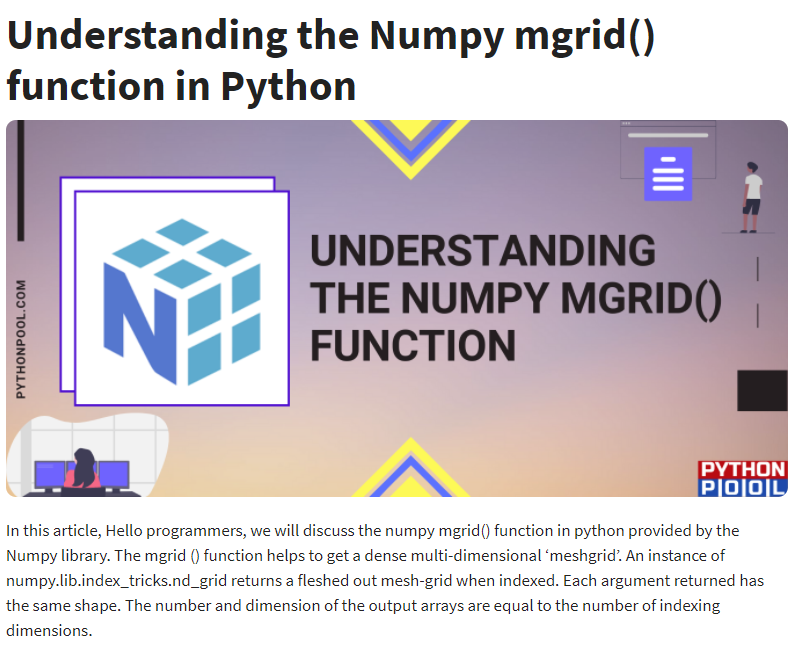 Understanding the Numpy mgrid()
function in Python
PYTHONPOOL.COM
N
UNDERSTANDING
THE NUMPY MGRID()
FUNCTION
PYTHON
POOL
In this article, Hello programmers, we will discuss the numpy mgrid() function in python provided by the
Numpy library. The mgrid () function helps to get a dense multi-dimensional ‘meshgrid’. An instance of
numpy.lib.index_tricks.nd_grid returns a fleshed out mesh-grid when indexed. Each argument returned has
the same shape. The number and dimension of the output arrays are equal to the number of indexing
dimensions.